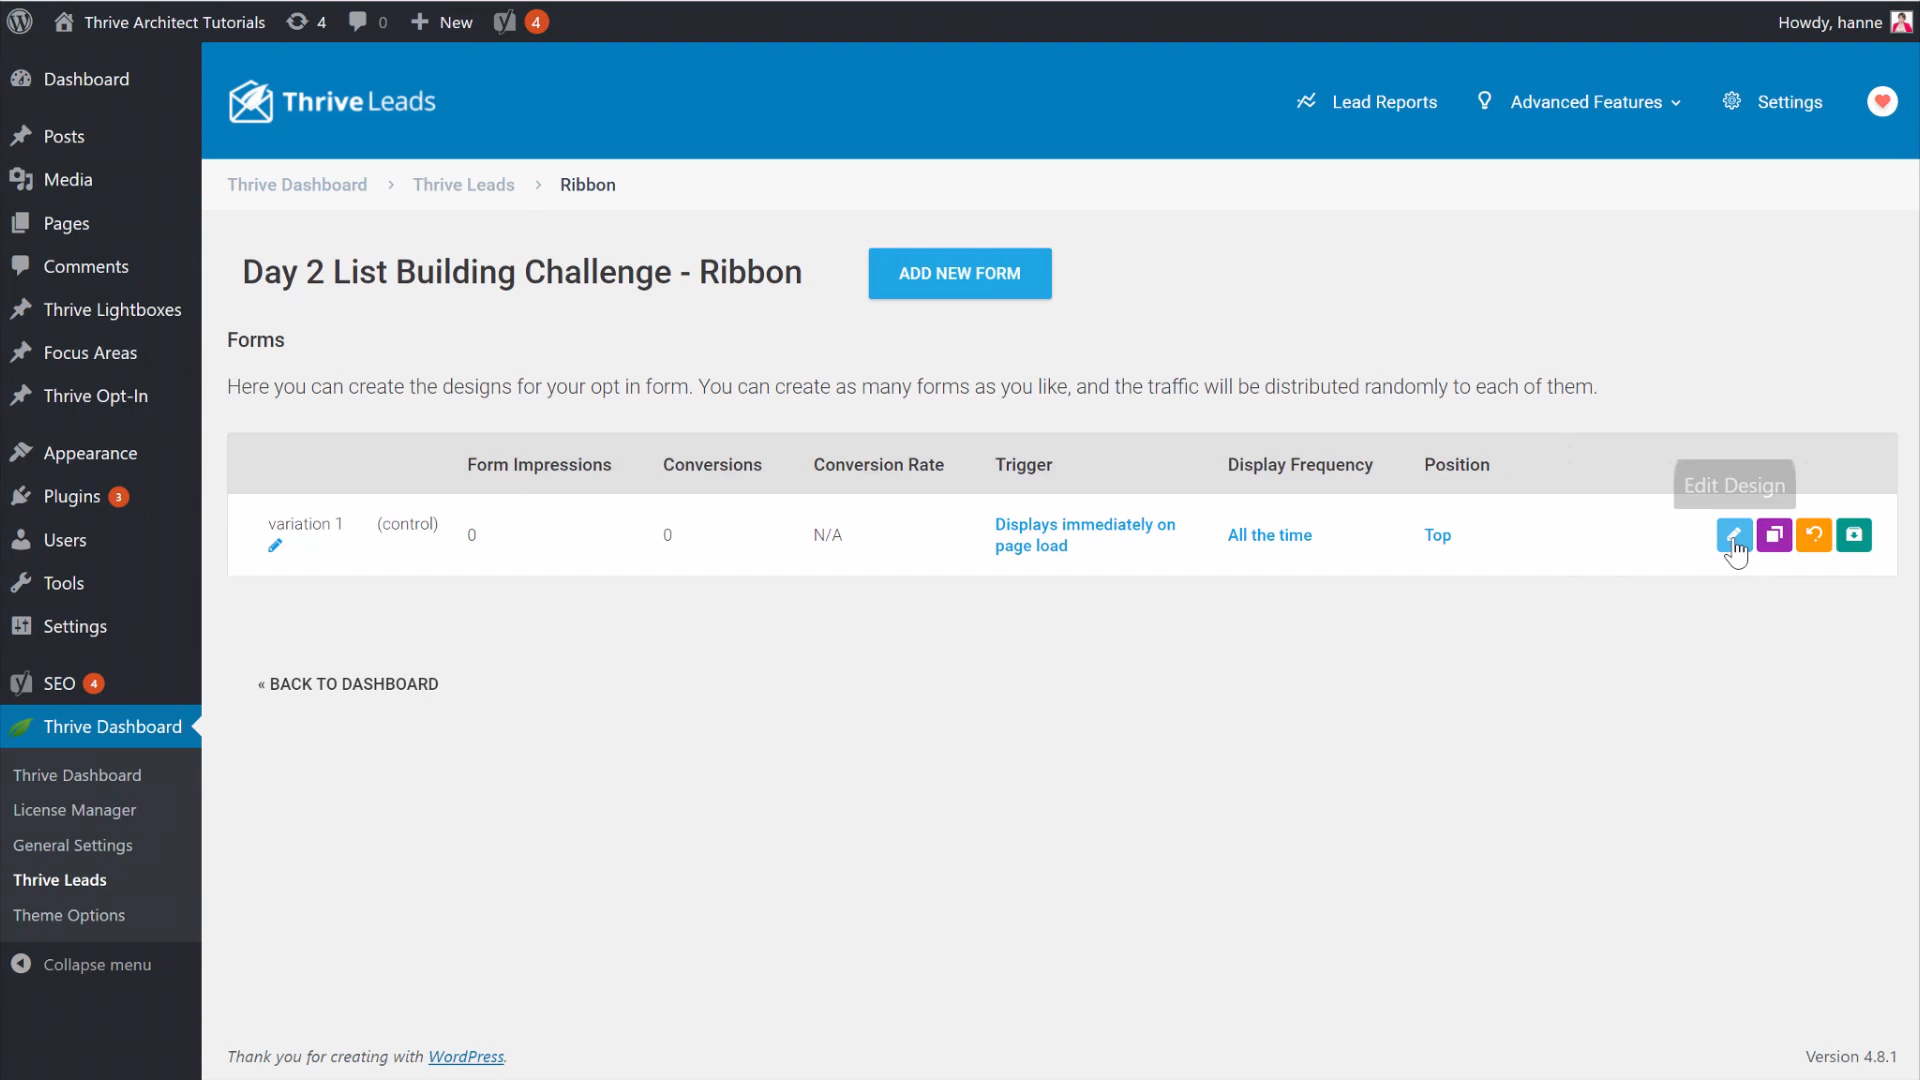 Thrive Architect Tutorials 4 0 New 4 Howdy, hanne
Dashboard
Posts
Media
Pages
Comments
Thrive Lightboxes
Focus Areas
Thrive Opt-In
Appearance
Plugins 3
Users
Tools
Settings
SEO 4
Thrive Dashboard
Thrive Dashboard
License Manager
General Settings
Thrive Leads
Theme Options
Collapse menu
Thrive Leads
Lead Reports Advanced Features Settings
Thrive Dashboard > Thrive Leads > Ribbon
Day 2 List Building Challenge - Ribbon ADD NEW FORM
Forms
Here you can create the designs for your opt in form. You can create as many forms as you like, and the traffic will be distributed randomly to each of them.
Form Impressions Conversions Conversion Rate Trigger Display Frequency Position
Edit Design
variation 1 (control) 0 0 N/A Displays immediately on page load All the time Top
« BACK TO DASHBOARD
Thank you for creating with WordPress. Version 4.8.1